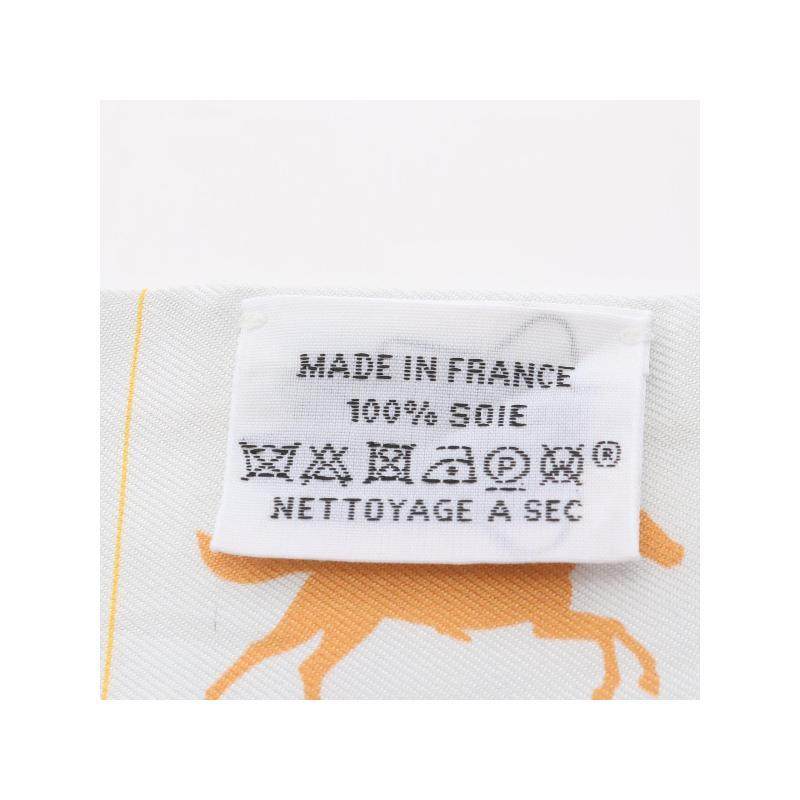 MADE IN FRANCE
100% SOIE
P ®
NETTOYAGE A SEC